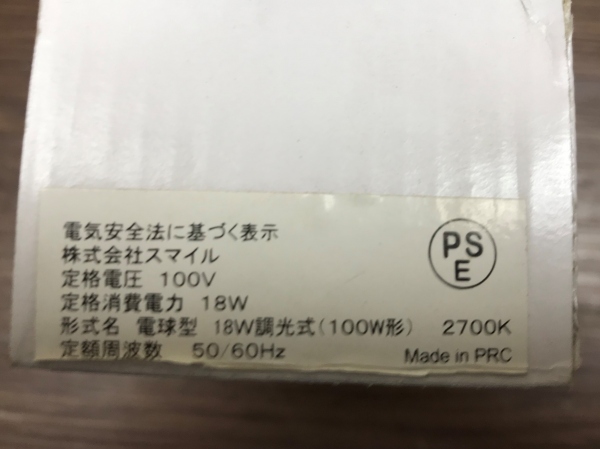 電気安全法に基づく表示
株式会社スマイル
定格電圧 100V
定格消費電力 18W
形式名 電球型 18W調光式(100W形) 2700K
定額周波数 50/60Hz
PS
E
Made in PRC